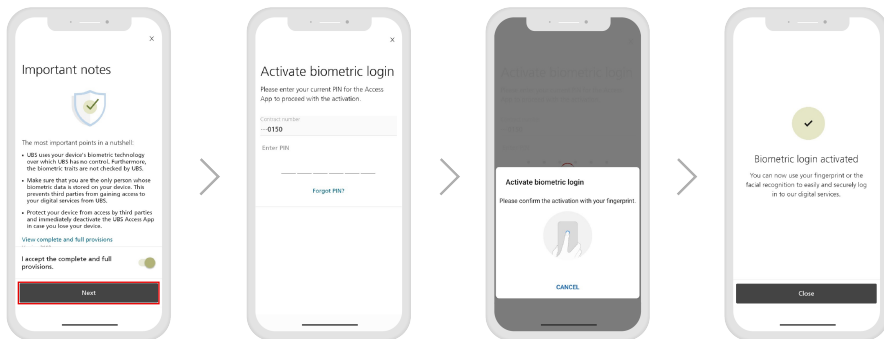 Important notes
The most important points in a nutshell:
• UBS uses your device's biometric technology
over which UBS has no control. Furthermore,
the biometric traits are not checked by UBS.
• Make sure that you are the only person whose
biometric data is stored on your device. This
prevents third parties from gaining access to
your digital services from UBS.
• Protect your device from access by third parties
and immediately deactivate the UBS Access App
in case you lose your device.
View complete and full provisions
I accept the complete and full
provisions.
Next
Activate biometric login
Please enter your current PIN for the Access
App to proceed with the activation.
Contract number
0150
Enter PIN
Forgot PIN?
Activate biometric login
Activate biometric login
Please confirm the activation with your fingerprint.
CANCEL
Biometric login activated
You can now use your fingerprint or the
facial recognition to easily and securely log
in to our digital services.
Close